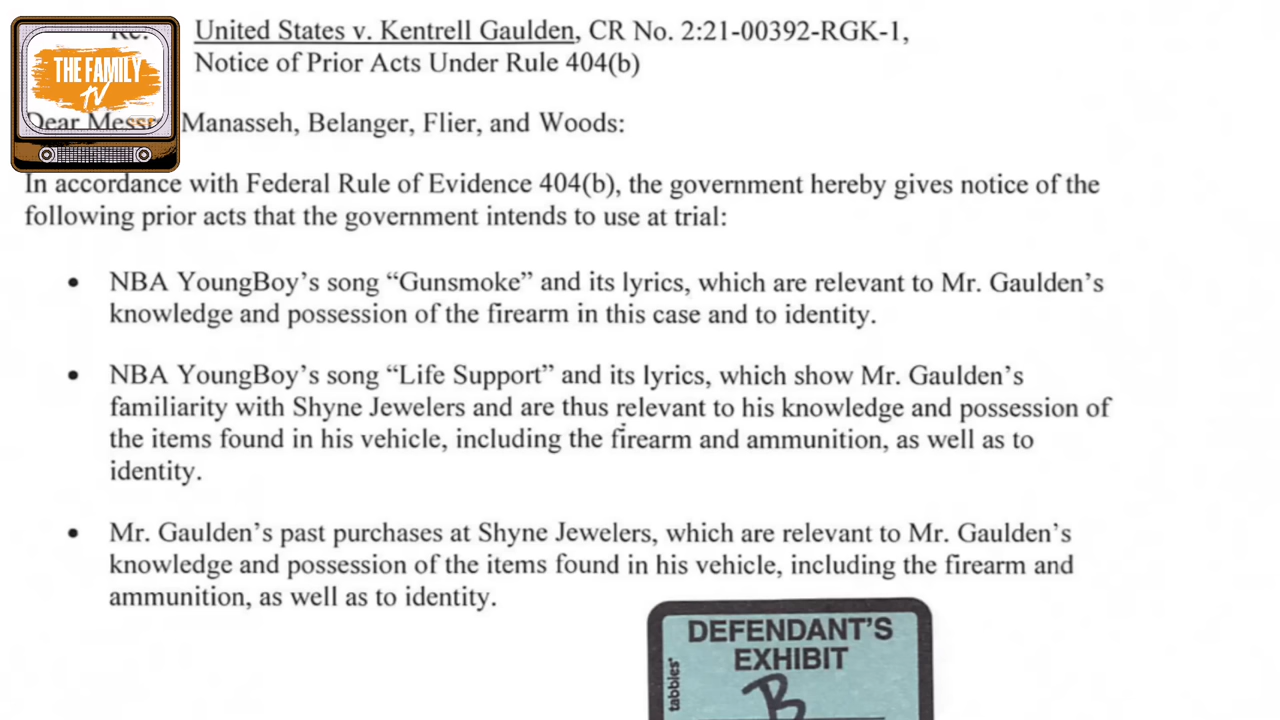 THE FAMILY
TV
Re:
United States v. Kentrell Gaulden, CR No. 2:21-00392-RGK-1,
Notice of Prior Acts Under Rule 404(b)
Dear Messrs. Manasseh, Belanger, Flier, and Woods:
In accordance with Federal Rule of Evidence 404(b), the government hereby gives notice of the
following prior acts that the government intends to use at trial:
• NBA YoungBoy's song “Gunsmoke” and its lyrics, which are relevant to Mr. Gaulden's
knowledge and possession of the firearm in this case and to identity.
• NBA YoungBoy's song “Life Support” and its lyrics, which show Mr. Gaulden's
familiarity with Shyne Jewelers and are thus relevant to his knowledge and possession of
the items found in his vehicle, including the firearm and ammunition, as well as to
identity.
• Mr. Gaulden's past purchases at Shyne Jewelers, which are relevant to Mr. Gaulden's
knowledge and possession of the items found in his vehicle, including the firearm and
ammunition, as well as to identity.
DEFENDANT'S
EXHIBIT
tabbies®
B